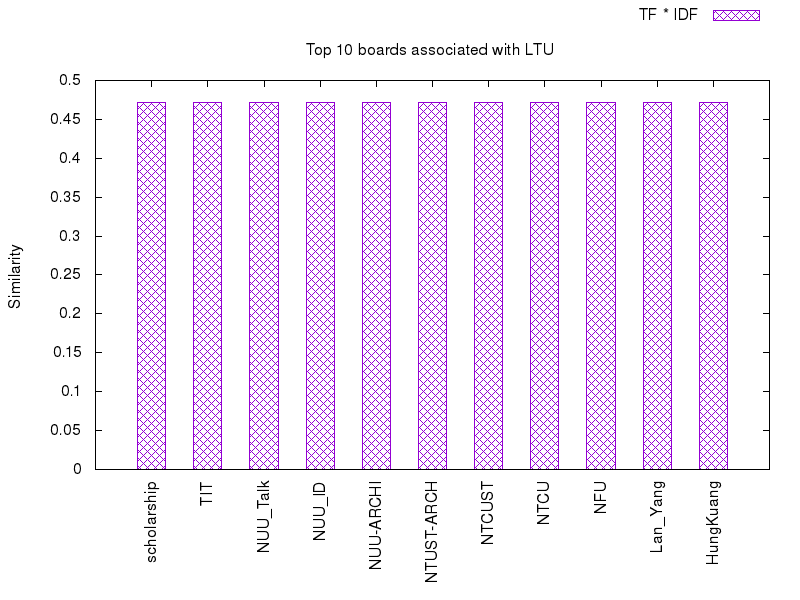 TF * IDF
Top 10 boards associated with LTU
0.5
0.45
0.4
0.35
0.3
0.25
0.2
0.15
0.1
0.05
0
Similarity
scholarship
TIT
NUU_Talk
NUU_ID
NUU-ARCHI
NTUST-ARCH
NTCUST
NTCU
NFU
Lan_Yang
HungKuang